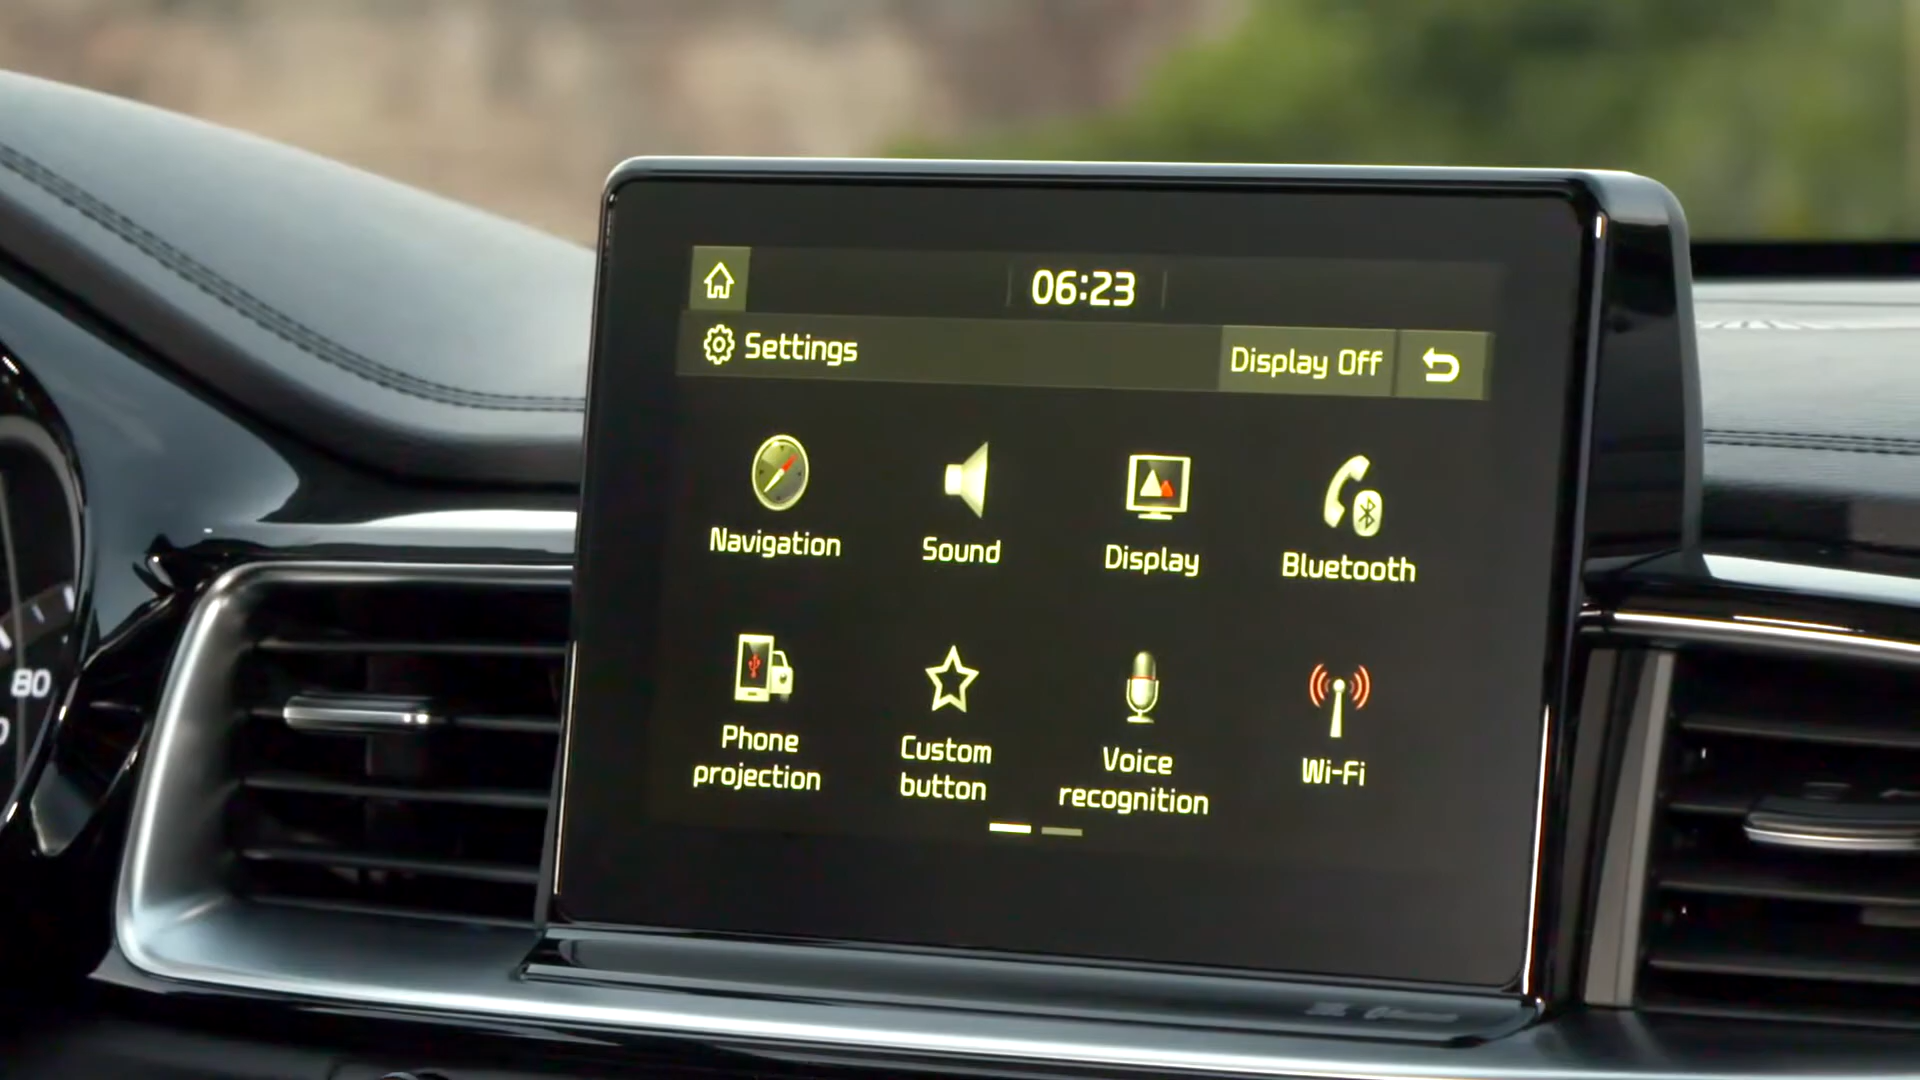 06:23
Settings
Display Off
Navigation
Sound
Display
Bluetooth
Phone
projection
Custom
button
Voice
recognition
Wi-Fi
80